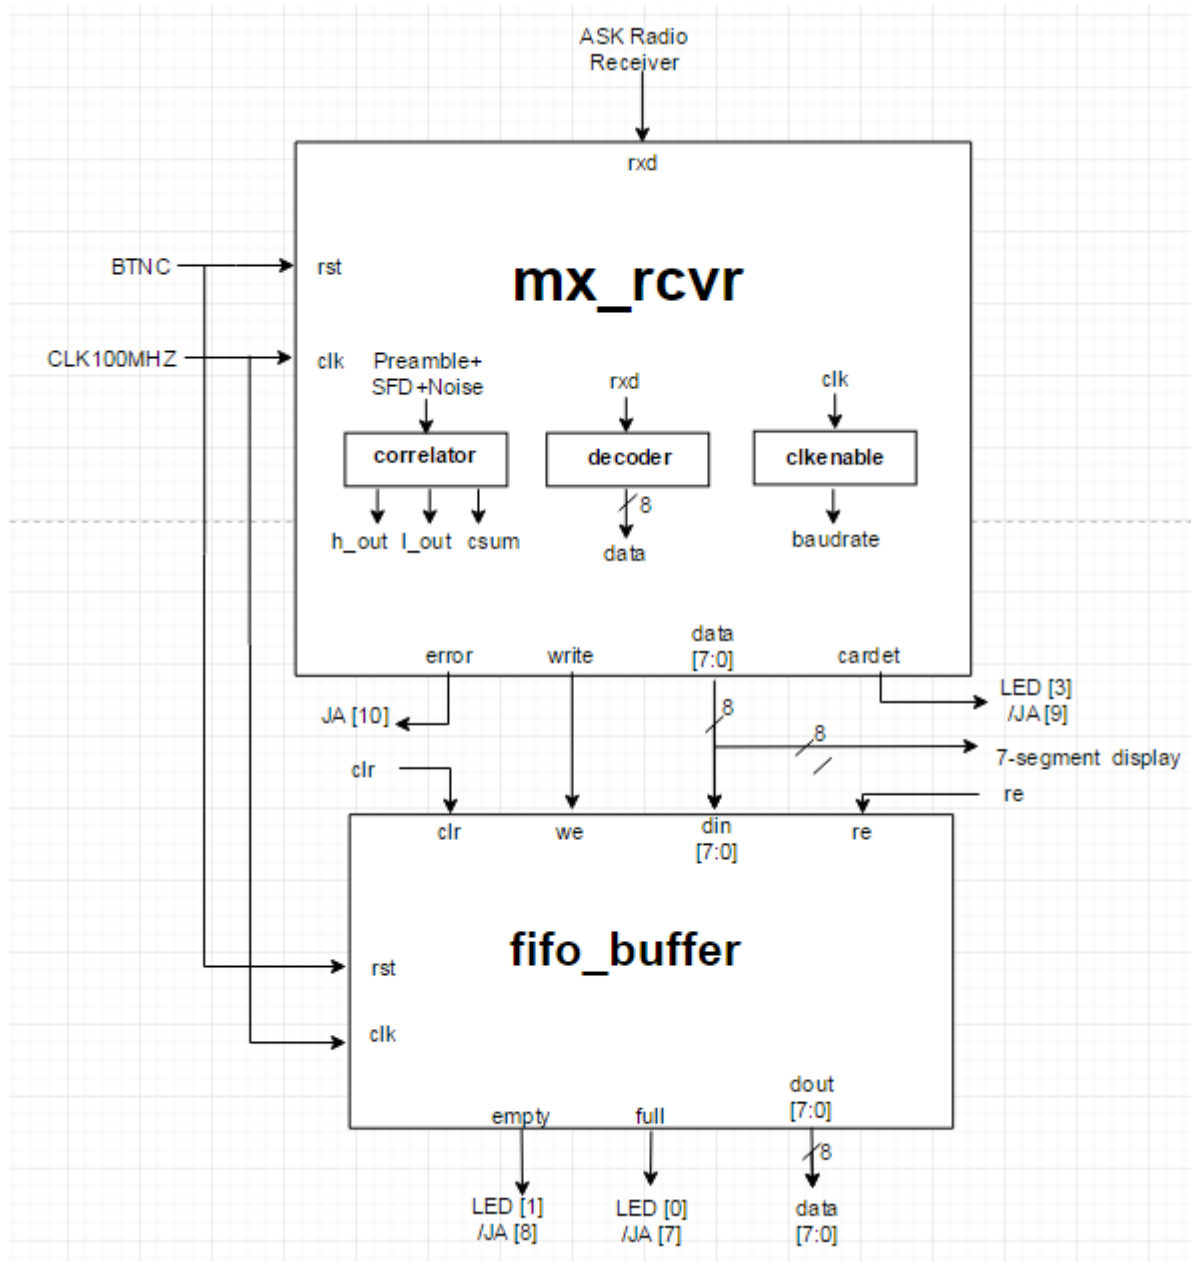 ASK Radio
Receiver
rxd
BTNC
rst
mx_rcvr
CLK100MHZ
clk
Preamble+
SFD+Noise
rxd
clk
correlator
decoder
clkenable
8
h_out
l_out
csum
data
baudrate
error
write
data
[7:0]
cardet
JA [10]
8
LED [3]
/JA [9]
8
7-segment display
clr
re
clr
we
din
[7:0]
re
fifo_buffer
rst
clk
empty
full
dout
[7:0]
8
LED [1]
/JA [8]
LED [0]
/JA [7]
data
[7:0]